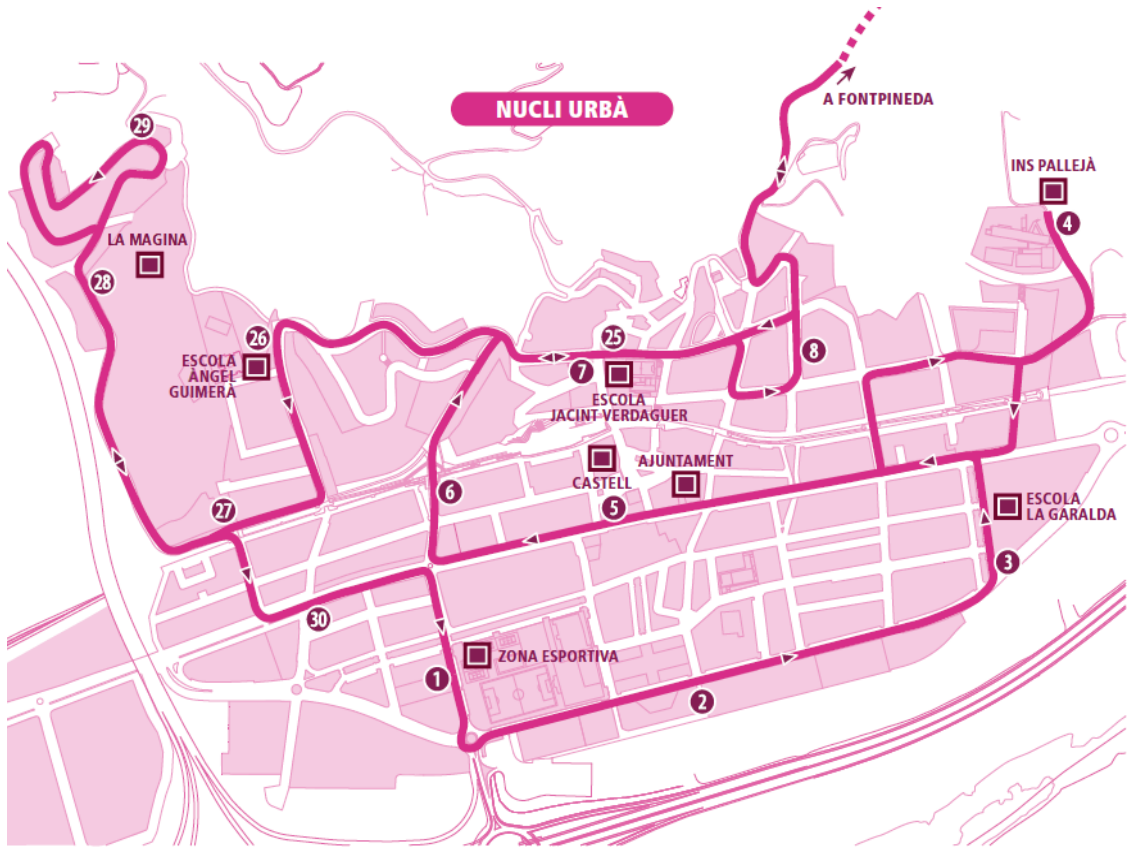 NUCLI URBÀ
A FONTPINEDA
INS PALLEJÀ
4
29
LA MAGINA
28
26
ESCOLA
ÀNGEL
GUIMERÀ
25
7
8
ESCOLA
JACINT VERDAGUER
CASTELL
AJUNTAMENT
6
5
27
ESCOLA
LA GARALDA
3
30
ZONA ESPORTIVA
1
2